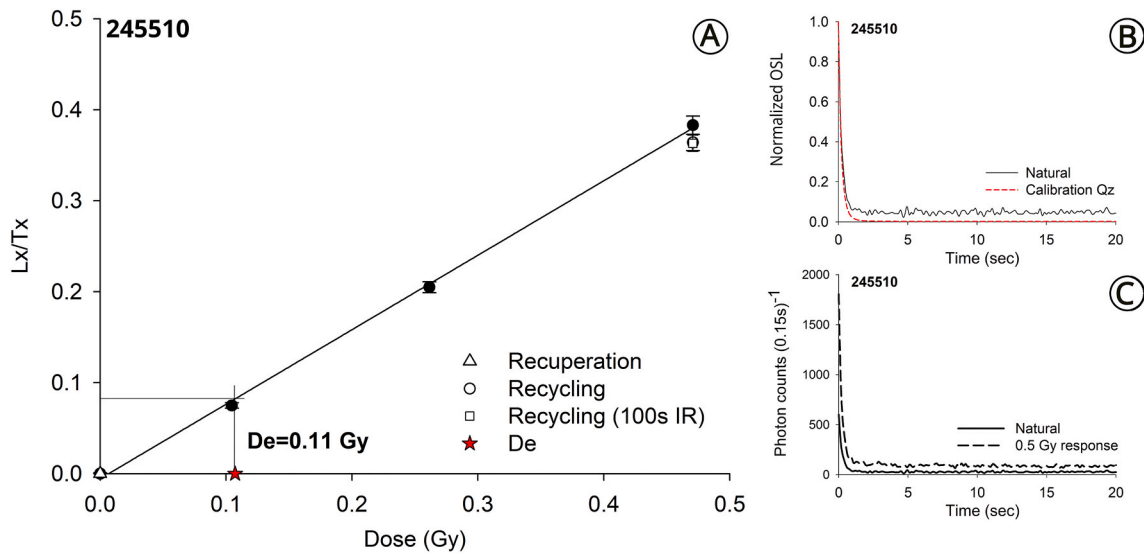 245510
A
0.5
0.4
0.3
0.2
0.1
0.0
Lx/Tx
Recuperation
Recycling
Recycling (100s IR)
De
De=0.11 Gy
0.0 0.1 0.2 0.3 0.4 0.5
Dose (Gy)
245510
B
1.0
0.8
0.6
0.4
0.2
0.0
Normalized OSL
Natural
Calibration Qz
0 5 10 15 20
Time (sec)
245510
C
2000
1500
1000
500
0
Photon counts (0.15s)⁻¹
Natural
0.5 Gy response
0 5 10 15 20
Time (sec)